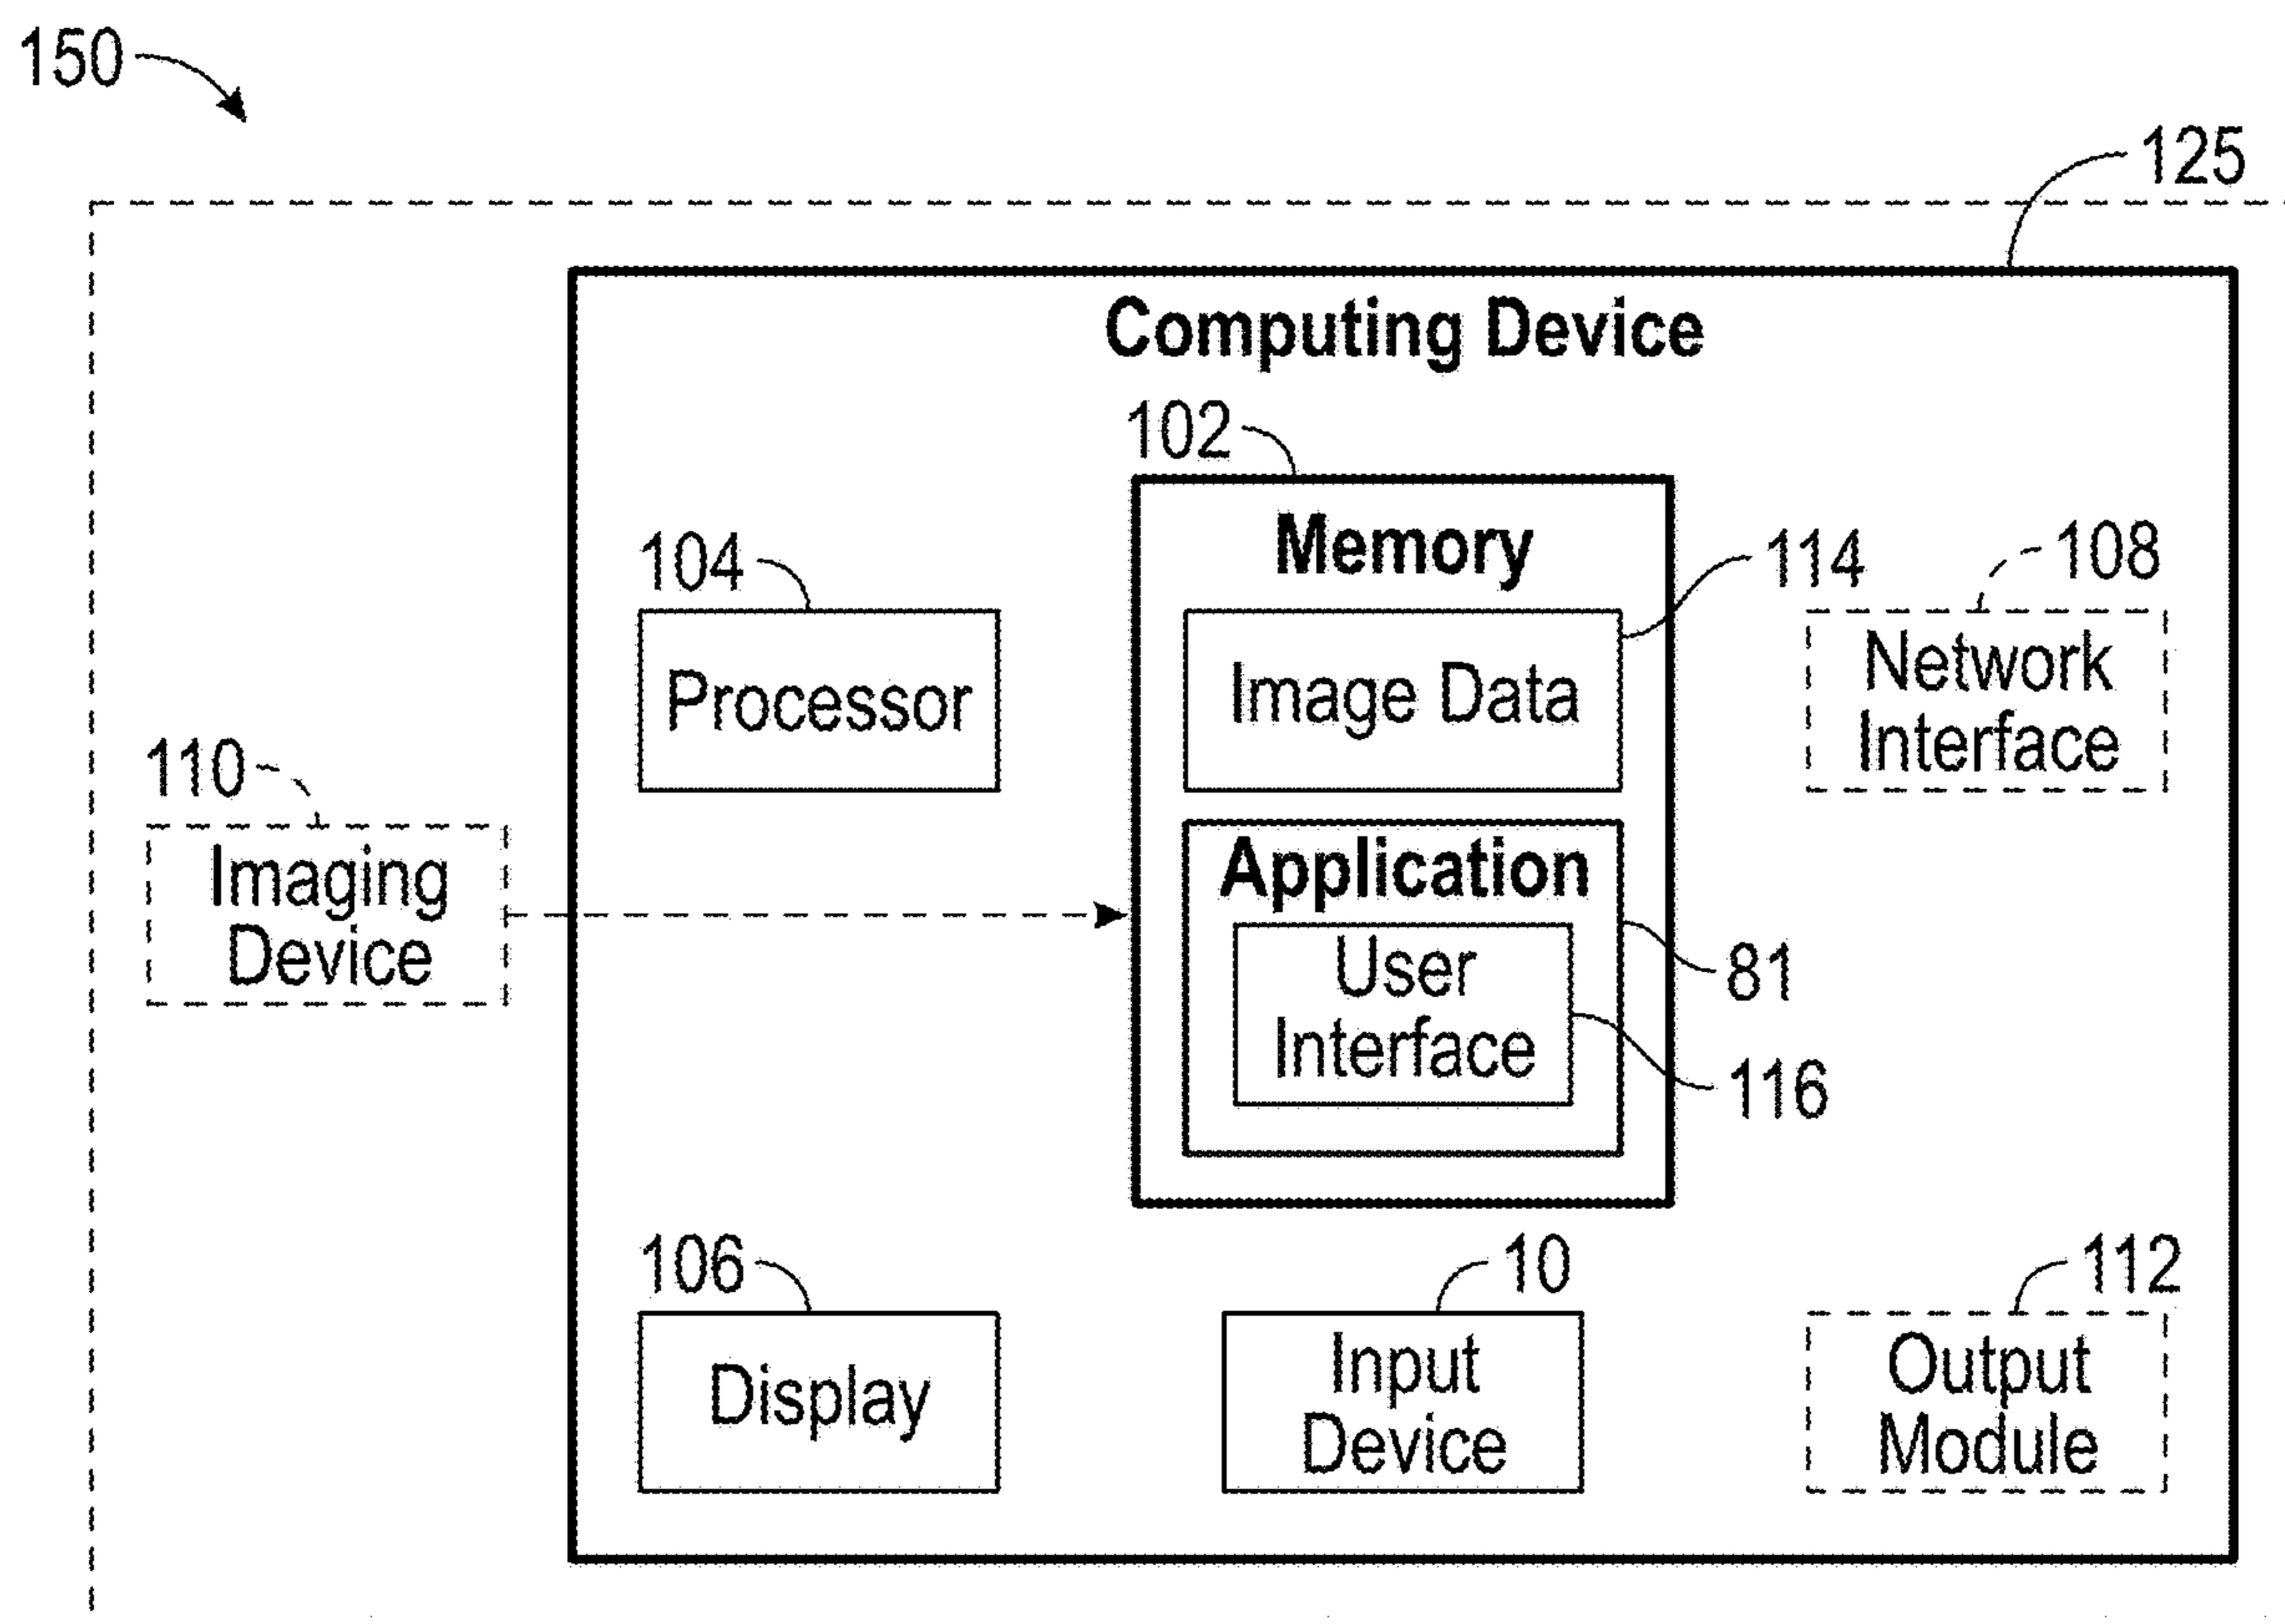 150
125
Computing Device
102
Memory
104
114
108
Processor
Image Data
Network
Interface
110
Imaging
Device
Application
User
Interface
81
116
106
10
112
Display
Input
Device
Output
Module